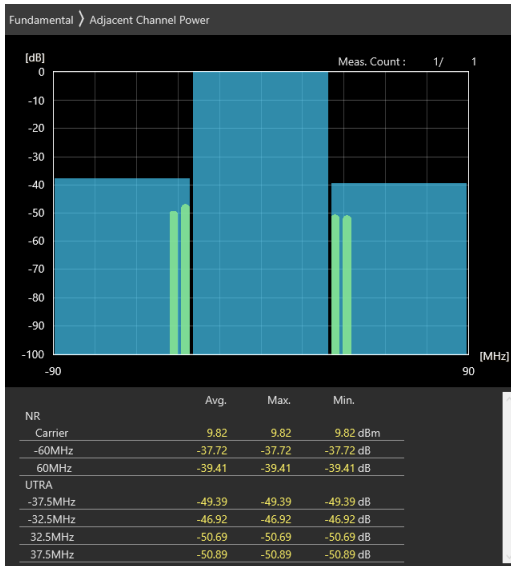 Fundamental 〉 Adjacent Channel Power
[dB]
Meas. Count : 1/ 1
0
-10
-20
-30
-40
-50
-60
-70
-80
-90
-100
[MHz]
-90 90
Avg. Max. Min.
NR
Carrier 9.82 9.82 9.82 dBm
-60MHz -37.72 -37.72 -37.72 dB
60MHz -39.41 -39.41 -39.41 dB
UTRA
-37.5MHz -49.39 -49.39 -49.39 dB
-32.5MHz -46.92 -46.92 -46.92 dB
32.5MHz -50.69 -50.69 -50.69 dB
37.5MHz -50.89 -50.89 -50.89 dB